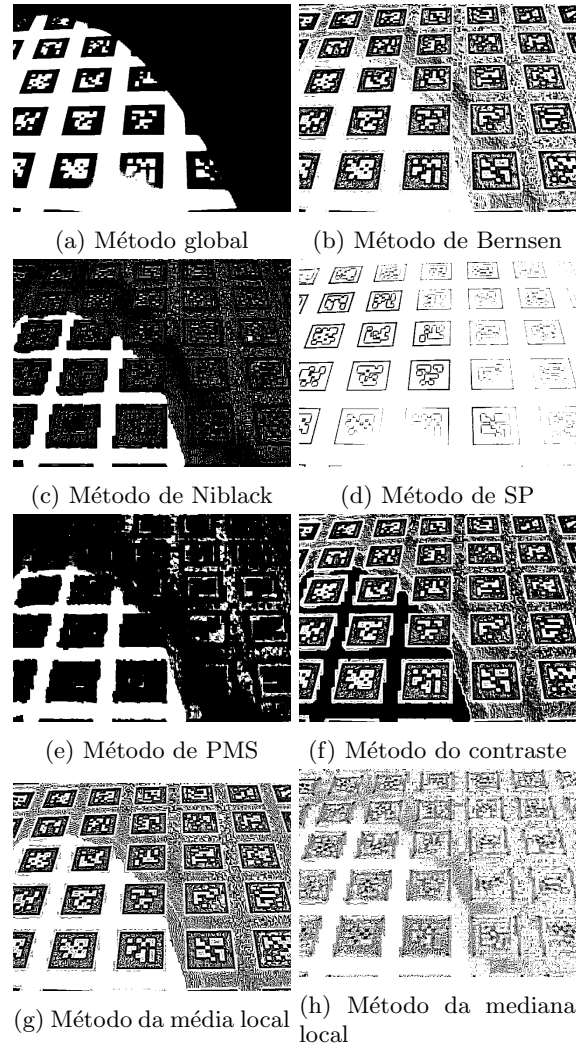 (a) Método global
(b) Método de Bernsen
(c) Método de Niblack
(d) Método de SP
(e) Método de PMS
(f) Método do contraste
(g) Método da média local
(h) Método da mediana
local